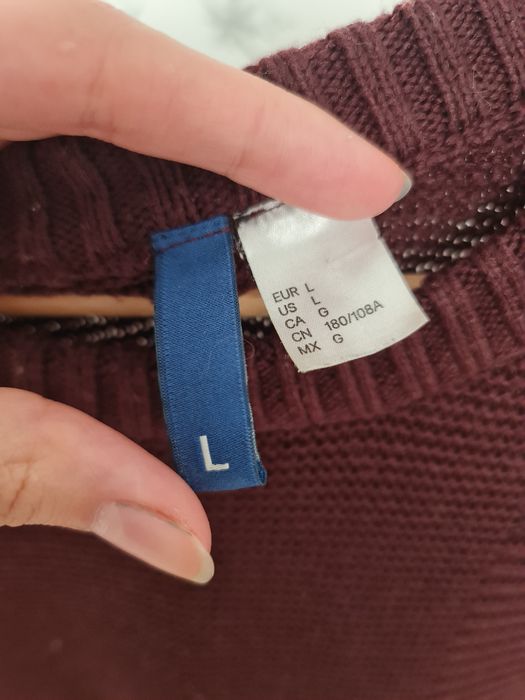 EUR L
US L
CA G
CN 180/108A
MX G
L